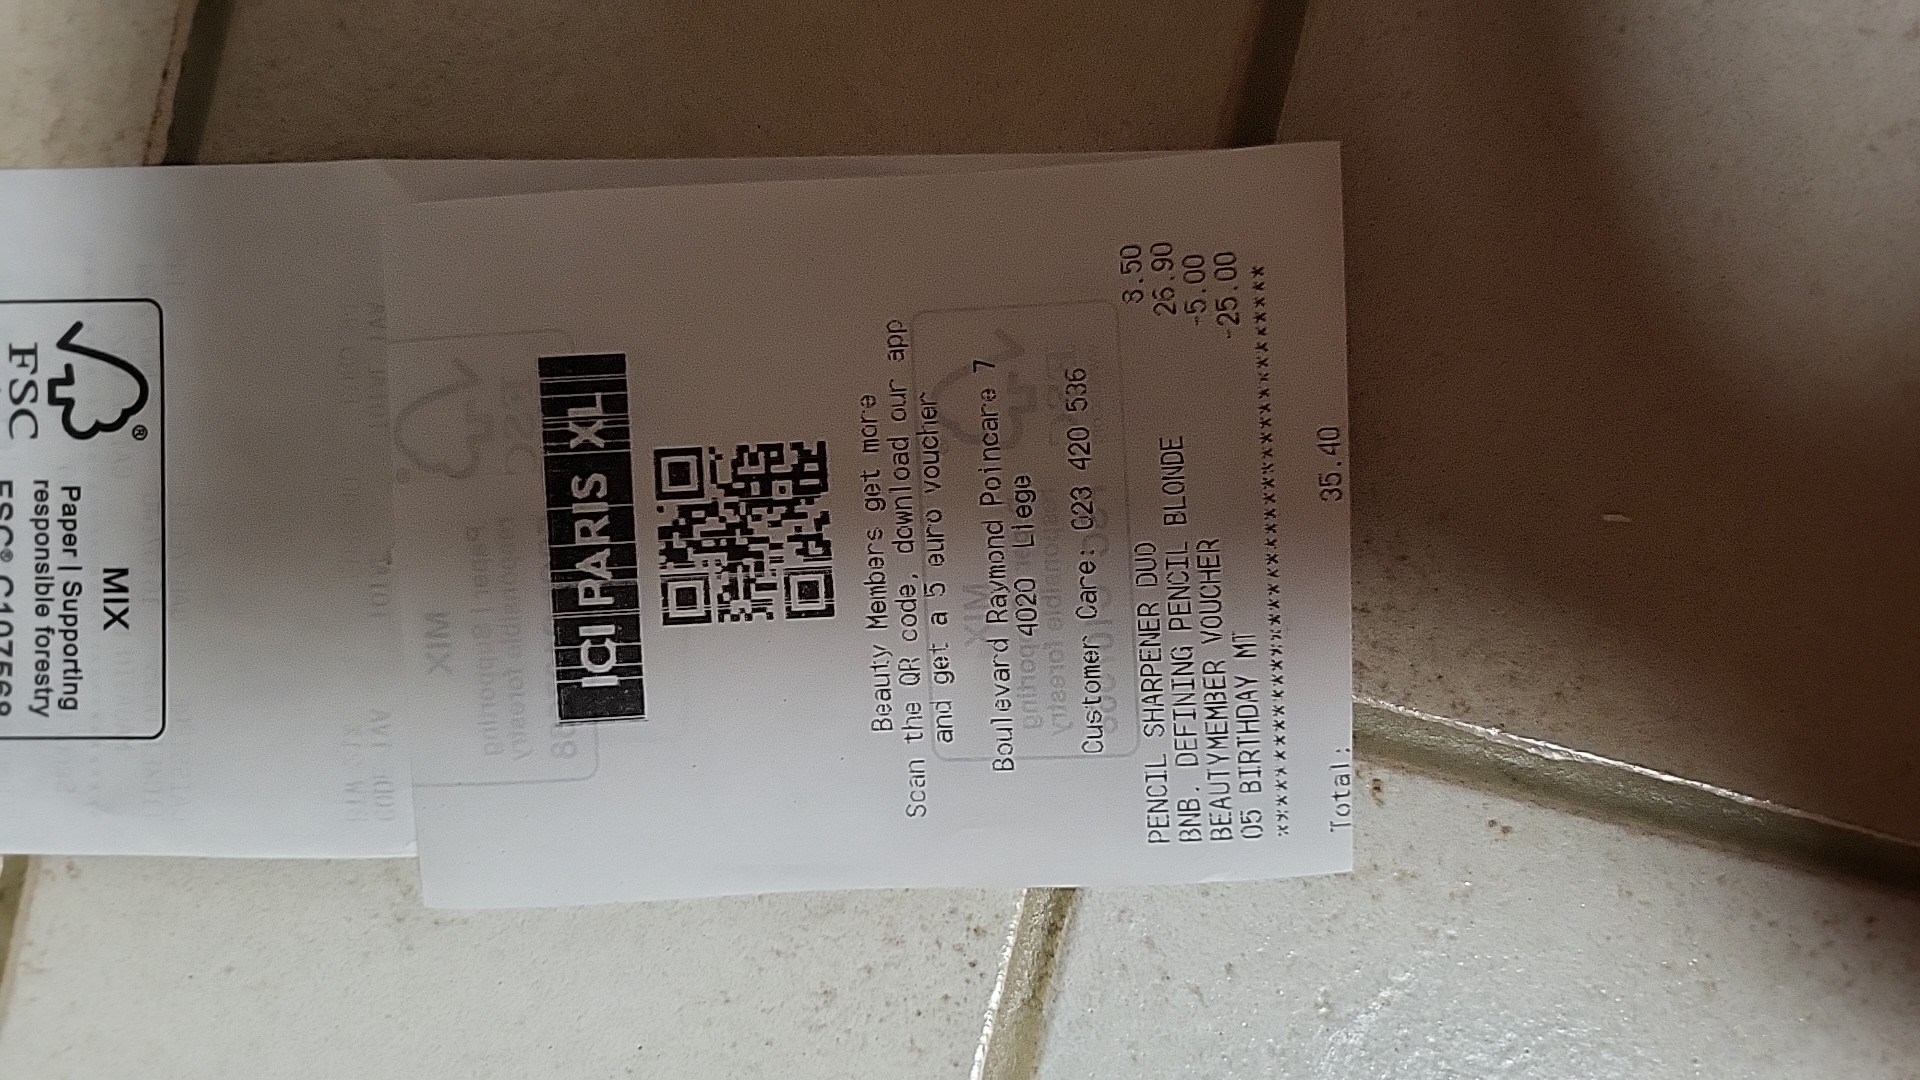 ICI PARIS XL
Beauty Members get more
Scan the QR code, download our app
and get a 5 euro voucher
Boulevard Raymond Poincare 7
4020 Liege
Customer Care: 023 420 536
PENCIL SHARPENER DUO 8.50
BNB. DEFINING PENCIL BLONDE 26.90
BEAUTYMEMBER VOUCHER -5.00
05 BIRTHDAY MT -25.00
Total: 35.40
FSC
MIX
Paper | Supporting
responsible forestry